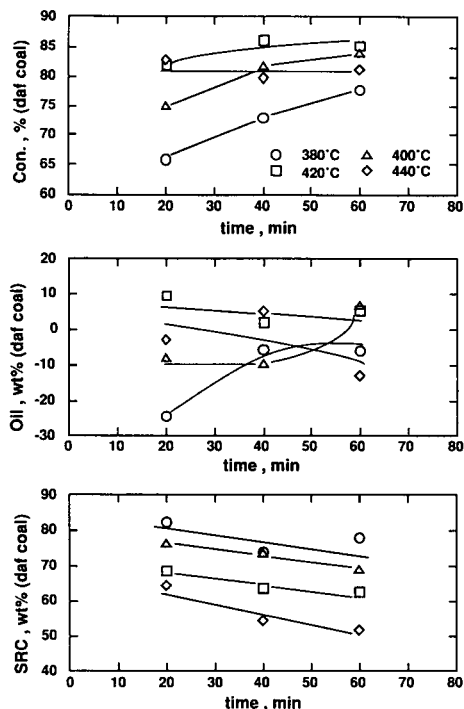 Con. , % (daf coal)
90
85
80
75
70
65
60
380°C 400°C
420°C 440°C
0 10 20 30 40 50 60 70 80
time , min
Oil, wt% (daf coal)
20
10
0
-10
-20
-30
0 10 20 30 40 50 60 70 80
time , min
SRC , wt% (daf coal)
90
80
70
60
50
40
0 10 20 30 40 50 60 70 80
time , min